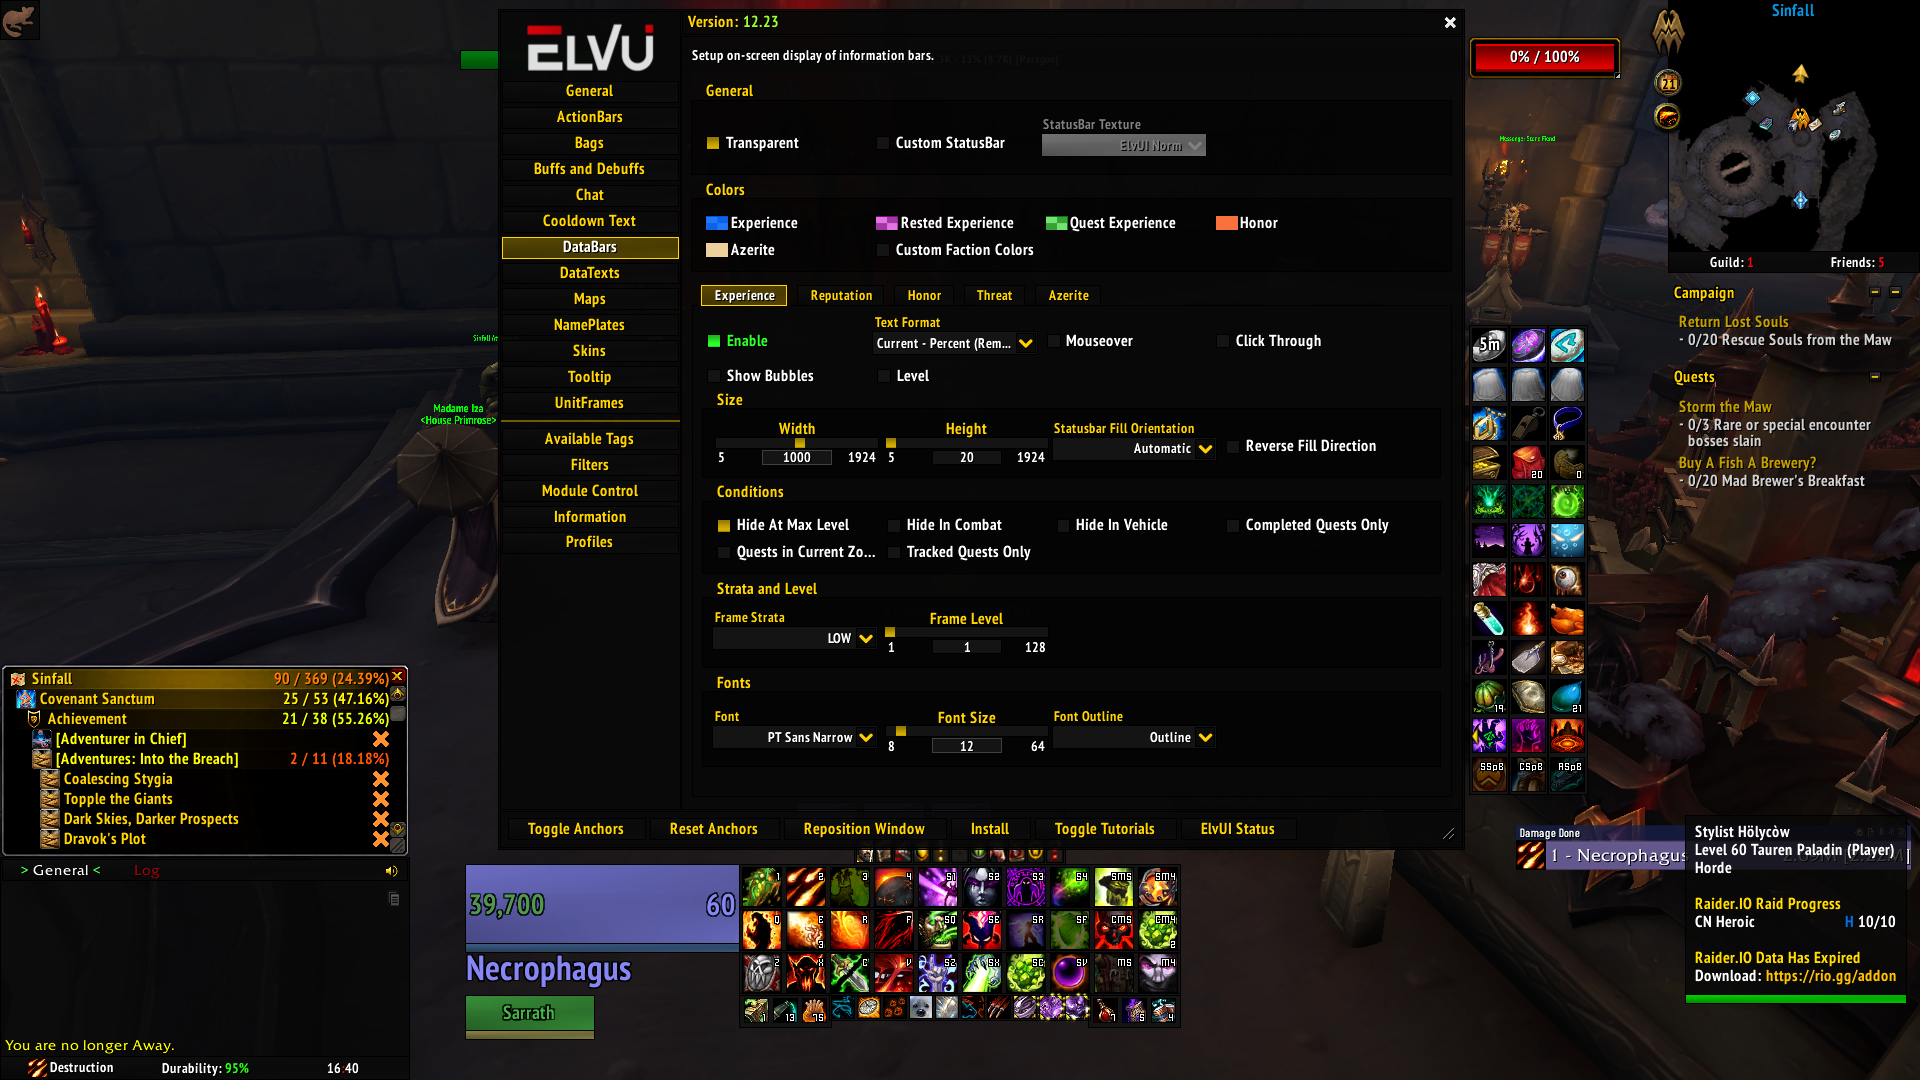 ELVUI
Version: 12.23
Setup on-screen display of information bars.
General
ActionBars
Bags
Buffs and Debuffs
Chat
Cooldown Text
DataBars
DataTexts
Maps
NamePlates
Skins
Tooltip
UnitFrames
Available Tags
Filters
Module Control
Information
Profiles
General
Transparent
Custom StatusBar
StatusBar Texture
ElvUI Norm
Colors
Experience
Rested Experience
Quest Experience
Honor
Azerite
Custom Faction Colors
Experience
Reputation
Honor
Threat
Azerite
Enable
Text Format
Current - Percent (Rem...
Mouseover
Click Through
Show Bubbles
Level
Size
Width
5 1000 1924
Height
5 20 1924
Statusbar Fill Orientation
Automatic
Reverse Fill Direction
Conditions
Hide At Max Level
Hide In Combat
Hide In Vehicle
Completed Quests Only
Quests in Current Zo...
Tracked Quests Only
Strata and Level
Frame Strata
LOW
Frame Level
1 1 128
Fonts
Font
PT Sans Narrow
Font Size
8 12 64
Font Outline
Outline
Toggle Anchors
Reset Anchors
Reposition Window
Install
Toggle Tutorials
ElvUI Status
0% / 100%
Sinfall
21
Guild: 1
Friends: 5
Campaign
Return Lost Souls
- 0/20 Rescue Souls from the Maw
Quests
Storm the Maw
- 0/3 Rare or special encounter
bosses slain
Buy A Fish A Brewery?
- 0/20 Mad Brewer's Breakfast
5m
20
0
19
21
SSpB
CSpB
ASpB
Madame Iza
<House Primrose>
Sinfall 90 / 369 (24.39%)
Covenant Sanctum 25 / 53 (47.16%)
Achievement 21 / 38 (55.26%)
[Adventurer in Chief]
[Adventures: Into the Breach] 2 / 11 (18.18%)
Coalescing Stygia
Topple the Giants
Dark Skies, Darker Prospects
Dravok's Plot
> General <
Log
You are no longer Away.
Destruction
Durability: 95%
16:40
39,700
60
Necrophagus
Sarrath
Damage Done
1 - Necrophagus
Stylist Hölycòw
Level 60 Tauren Paladin (Player)
Horde
Raider.IO Raid Progress
CN Heroic H 10/10
Raider.IO Data Has Expired
Download: https://rio.gg/addon